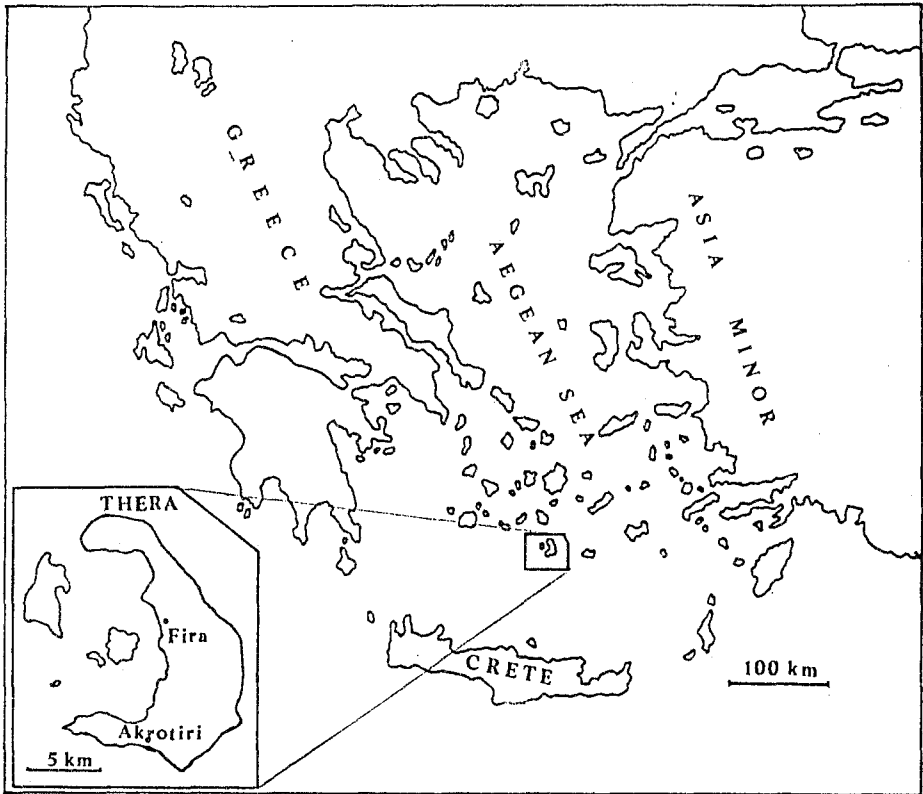 GREECE
ASIA MINOR
AEGEAN SEA
THERA
Fira
Akrotiri
5 km
CRETE
100 km